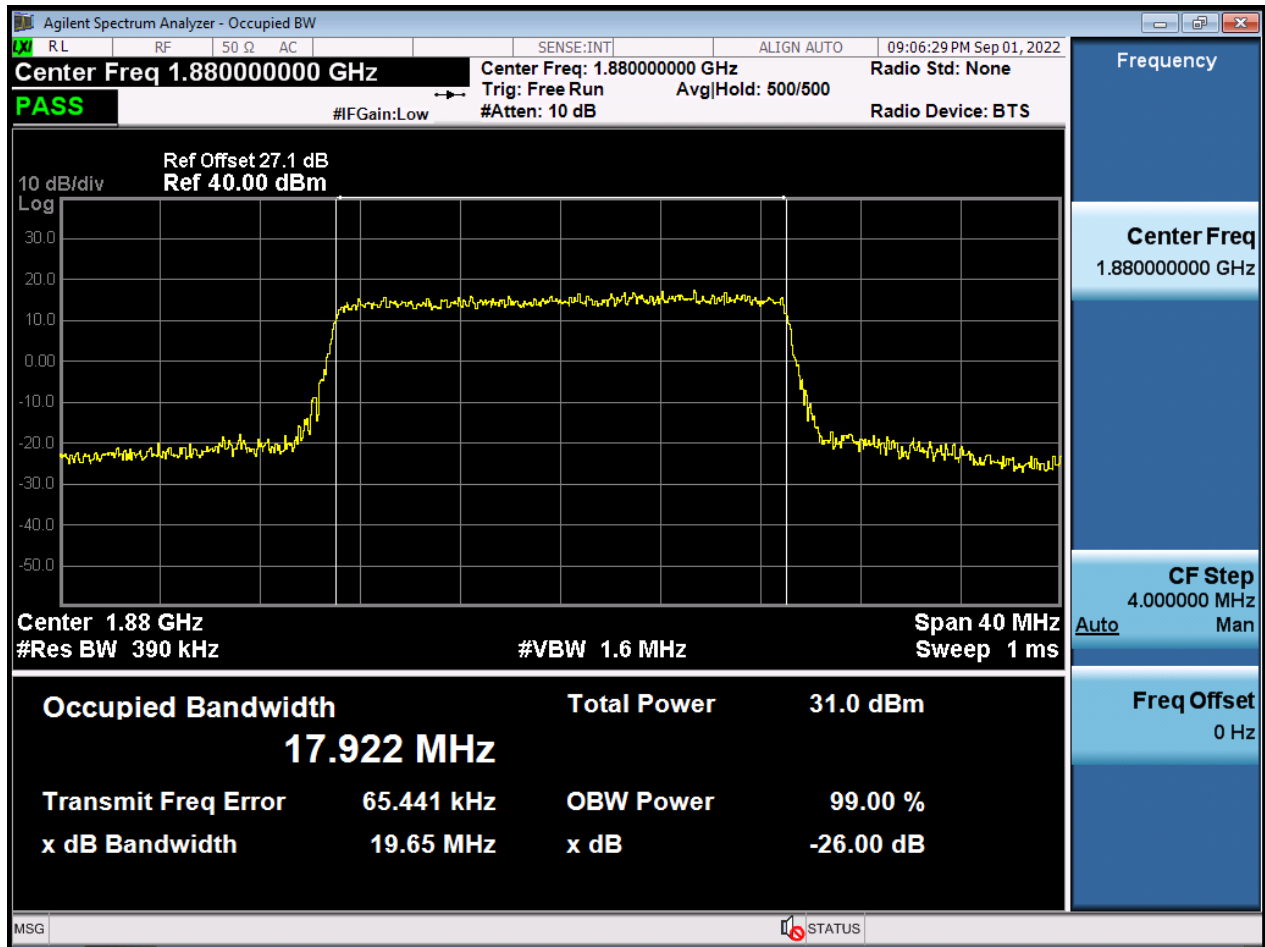 Agilent Spectrum Analyzer - Occupied BW
LXI RL RF 50 Ω AC SENSE:INT ALIGN AUTO 09:06:29 PM Sep 01, 2022
Center Freq 1.880000000 GHz
Center Freq: 1.880000000 GHz Radio Std: None
Trig: Free Run Avg|Hold: 500/500
PASS
#IFGain:Low #Atten: 10 dB Radio Device: BTS
Ref Offset 27.1 dB
10 dB/div Ref 40.00 dBm
Log
30.0
20.0
10.0
0.00
-10.0
-20.0
-30.0
-40.0
-50.0
Center 1.88 GHz Span 40 MHz
#Res BW 390 kHz #VBW 1.6 MHz Sweep 1 ms
Occupied Bandwidth Total Power 31.0 dBm
17.922 MHz
Transmit Freq Error 65.441 kHz OBW Power 99.00 %
x dB Bandwidth 19.65 MHz x dB -26.00 dB
MSG STATUS
Frequency
Center Freq
1.880000000 GHz
CF Step
4.000000 MHz
Auto Man
Freq Offset
0 Hz